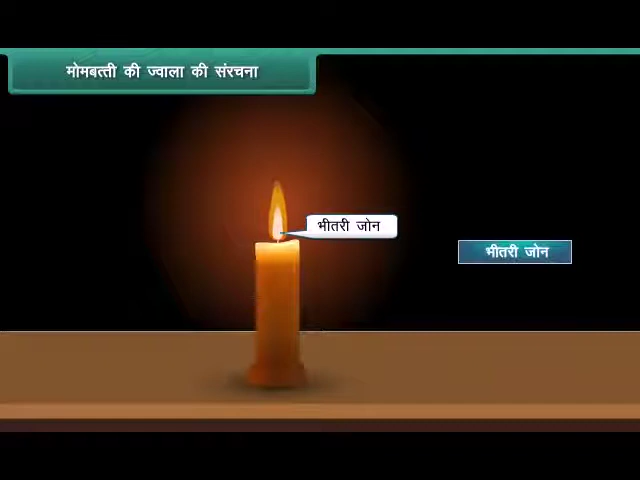 मोमबत्ती की ज्वाला की संरचना
भीतरी जोन
भीतरी जोन